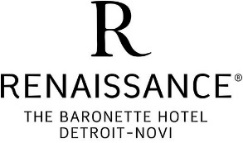 R
RENAISSANCE®
THE BARONETTE HOTEL
DETROIT-NOVI